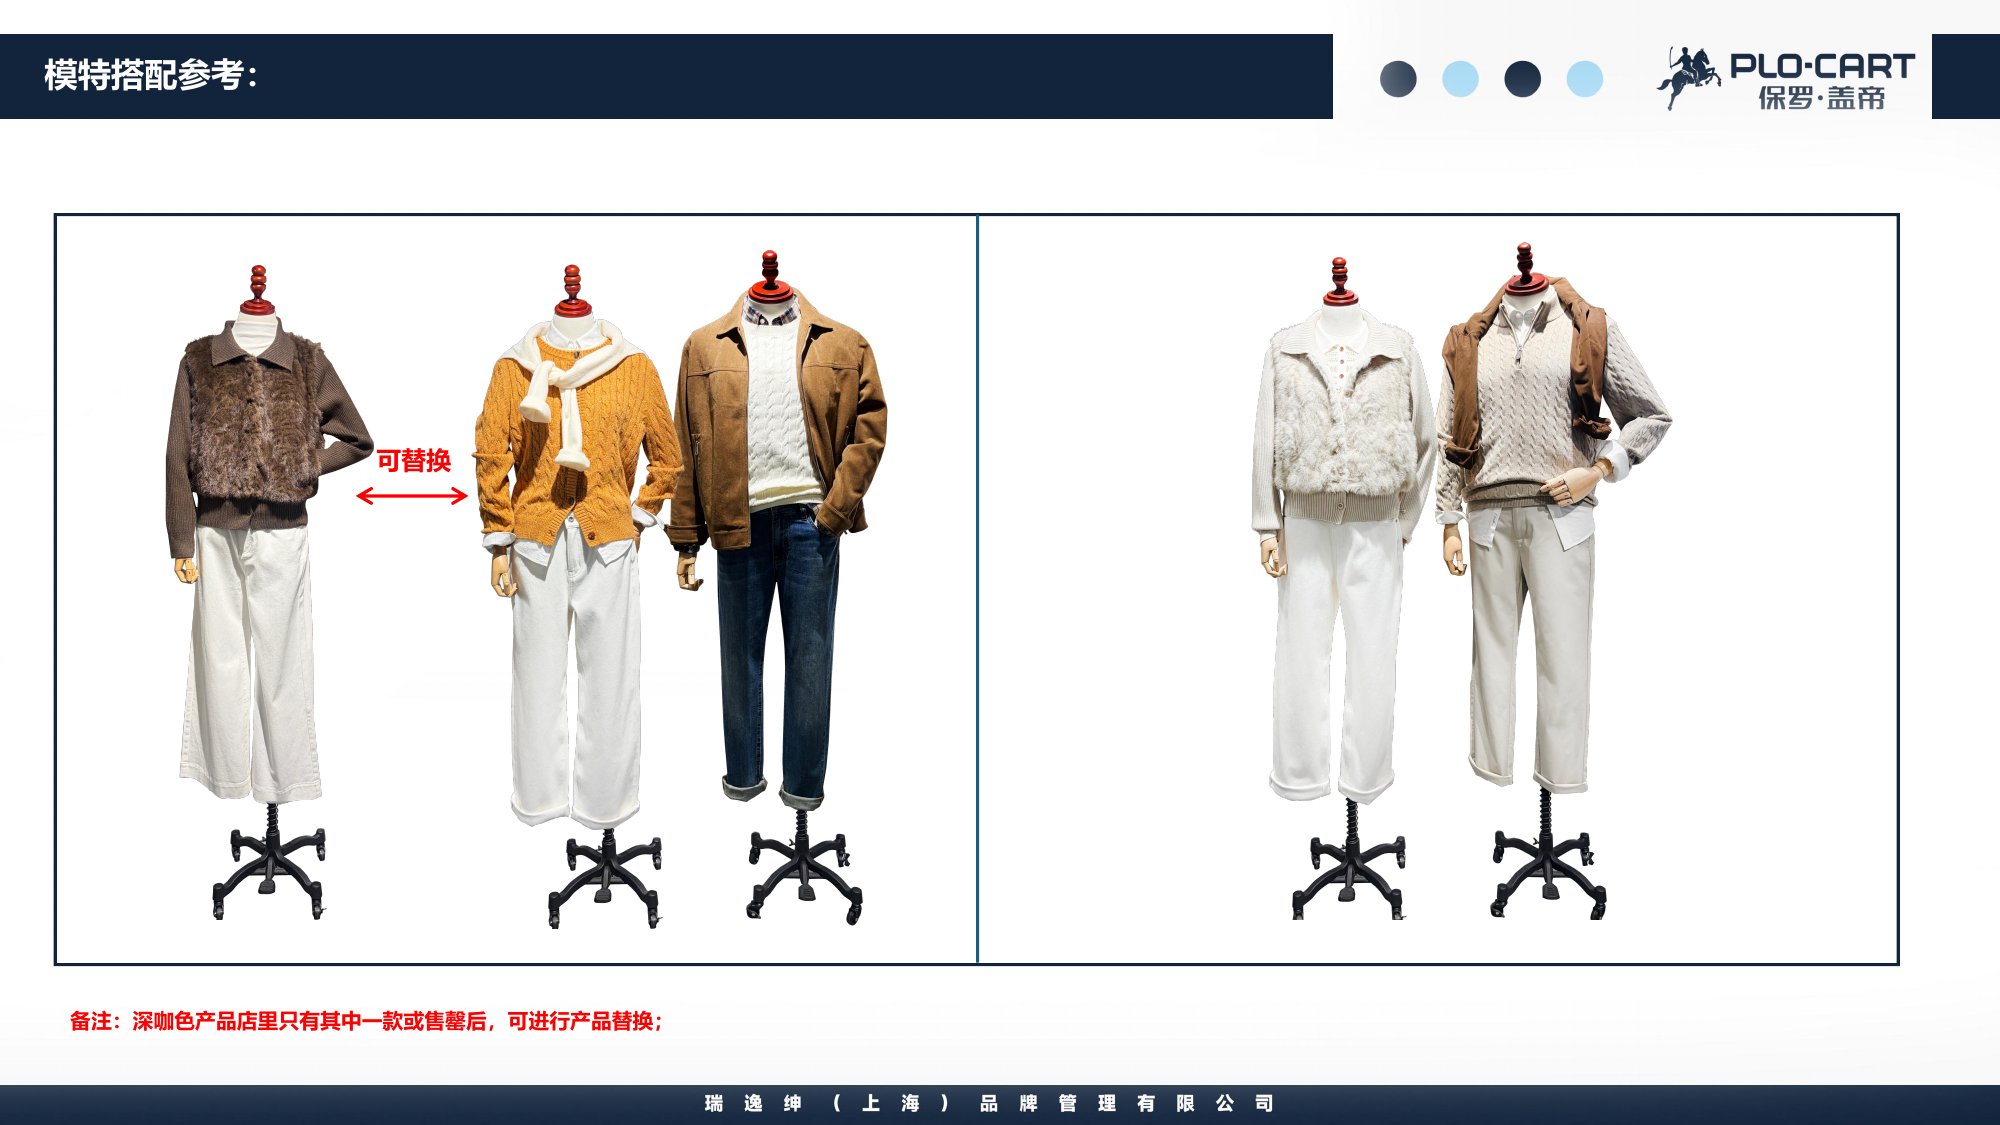 模特搭配参考：
PLO·CART
保罗·盖帝
可替换
备注：深咖色产品店里只有其中一款或售罄后，可进行产品替换；
瑞逸绅（上海）品牌管理有限公司